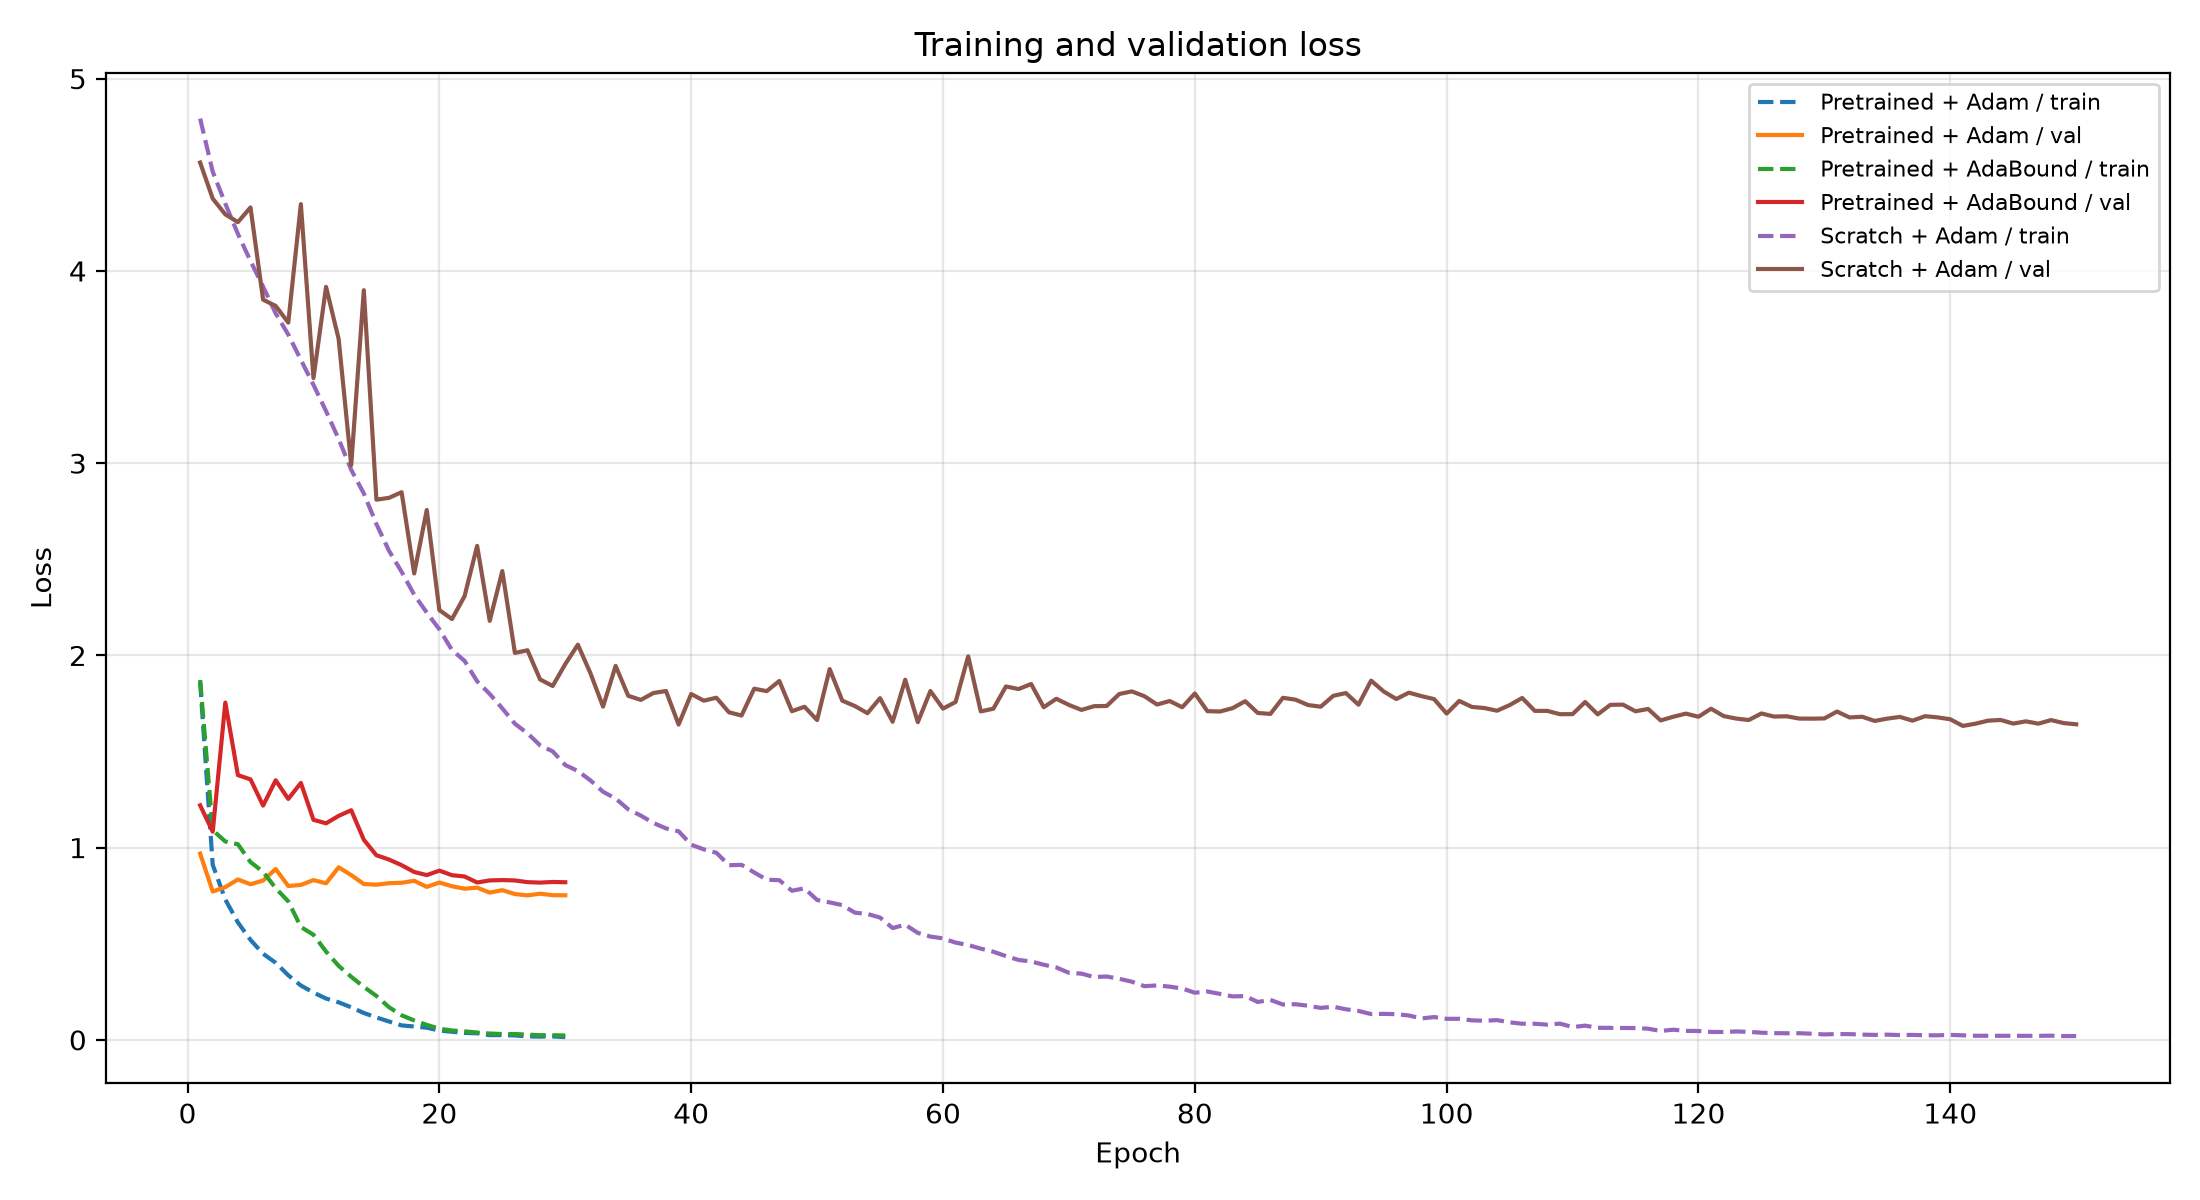 Training and validation loss
Pretrained + Adam / train
Pretrained + Adam / val
Pretrained + AdaBound / train
Pretrained + AdaBound / val
Scratch + Adam / train
Scratch + Adam / val
Loss
5
4
3
2
1
0
0 20 40 60 80 100 120 140
Epoch